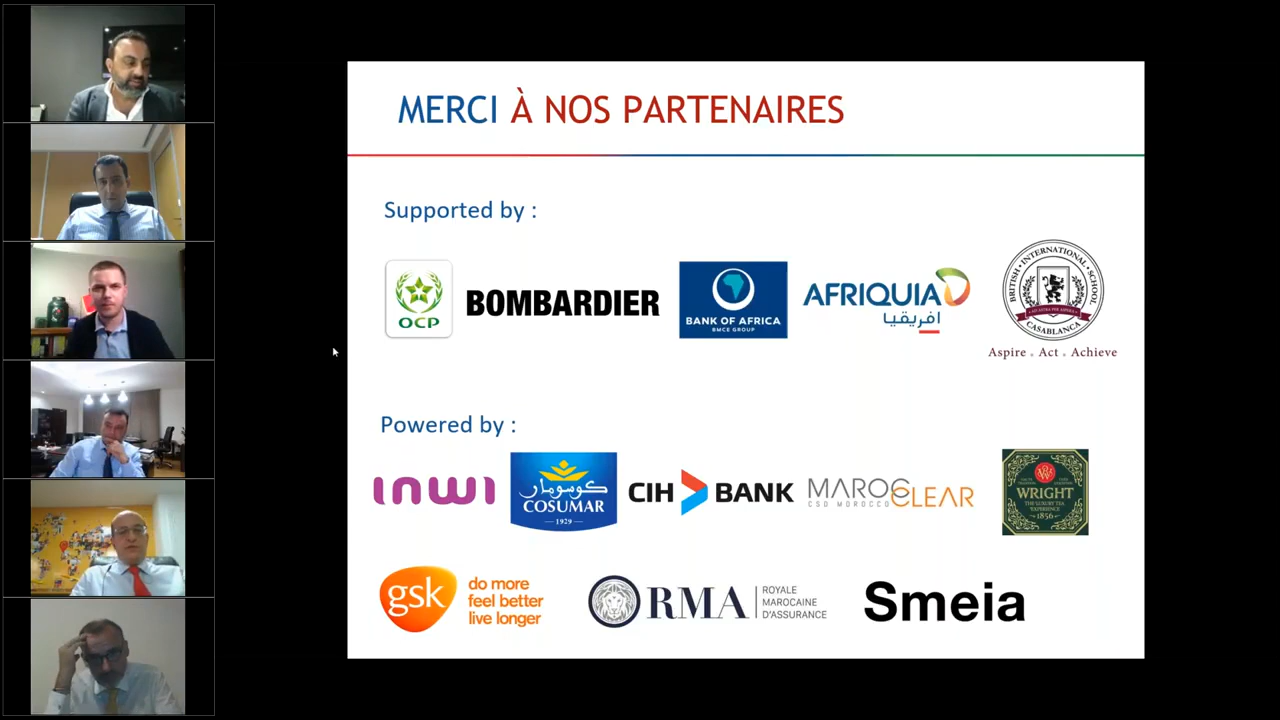 MERCI À NOS PARTENAIRES
Supported by :
OCP
BOMBARDIER
BANK OF AFRICA
BMCE GROUP
AFRIQUIA
افريقيا
BRITISH • INTERNATIONAL • SCHOOL
CASABLANCA
Aspire . Act . Achieve
Powered by :
inwi
كوسومار
COSUMAR
1929
CIH BANK
MAROC
CLEAR
CSD MOROCCO
WRIGHT
THE LUXURY TEA
EXPERIENCE
1856
gsk
do more
feel better
live longer
RMA
ROYALE
MAROCAINE
D'ASSURANCE
Smeia